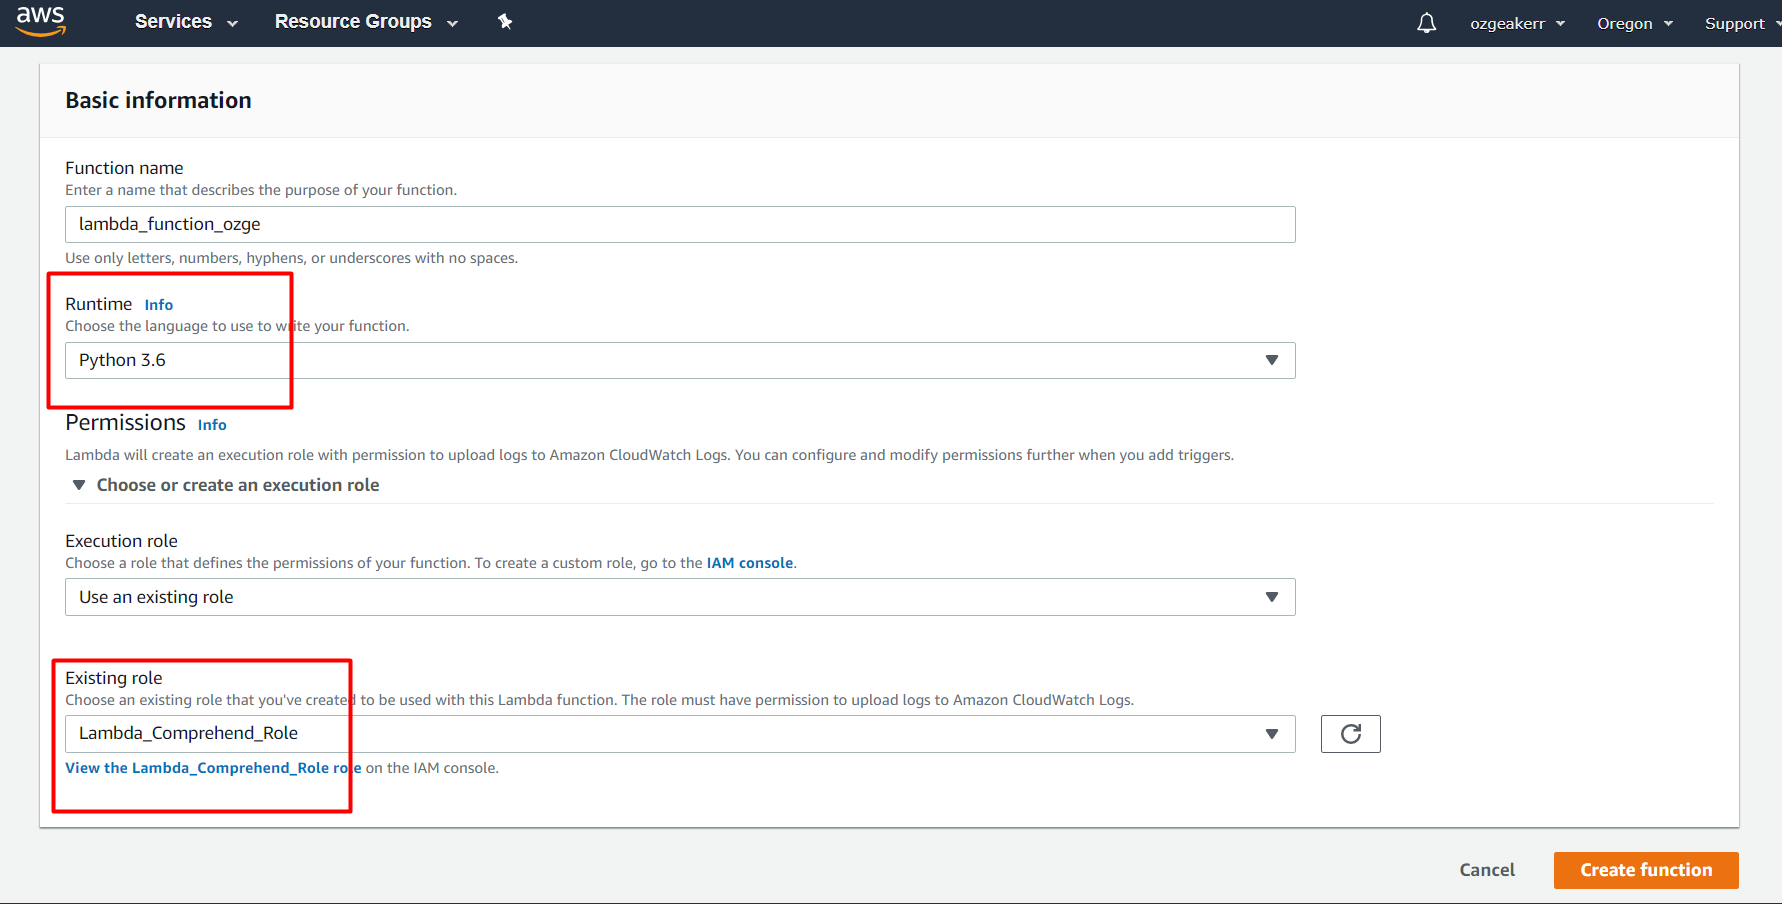 aws Services Resource Groups ozgeakerr Oregon Support
Basic information
Function name
Enter a name that describes the purpose of your function.
lambda_function_ozge
Use only letters, numbers, hyphens, or underscores with no spaces.
Runtime Info
Choose the language to use to write your function.
Python 3.6
Permissions Info
Lambda will create an execution role with permission to upload logs to Amazon CloudWatch Logs. You can configure and modify permissions further when you add triggers.
Choose or create an execution role
Execution role
Choose a role that defines the permissions of your function. To create a custom role, go to the IAM console.
Use an existing role
Existing role
Choose an existing role that you've created to be used with this Lambda function. The role must have permission to upload logs to Amazon CloudWatch Logs.
Lambda_Comprehend_Role
View the Lambda_Comprehend_Role role on the IAM console.
Cancel Create function